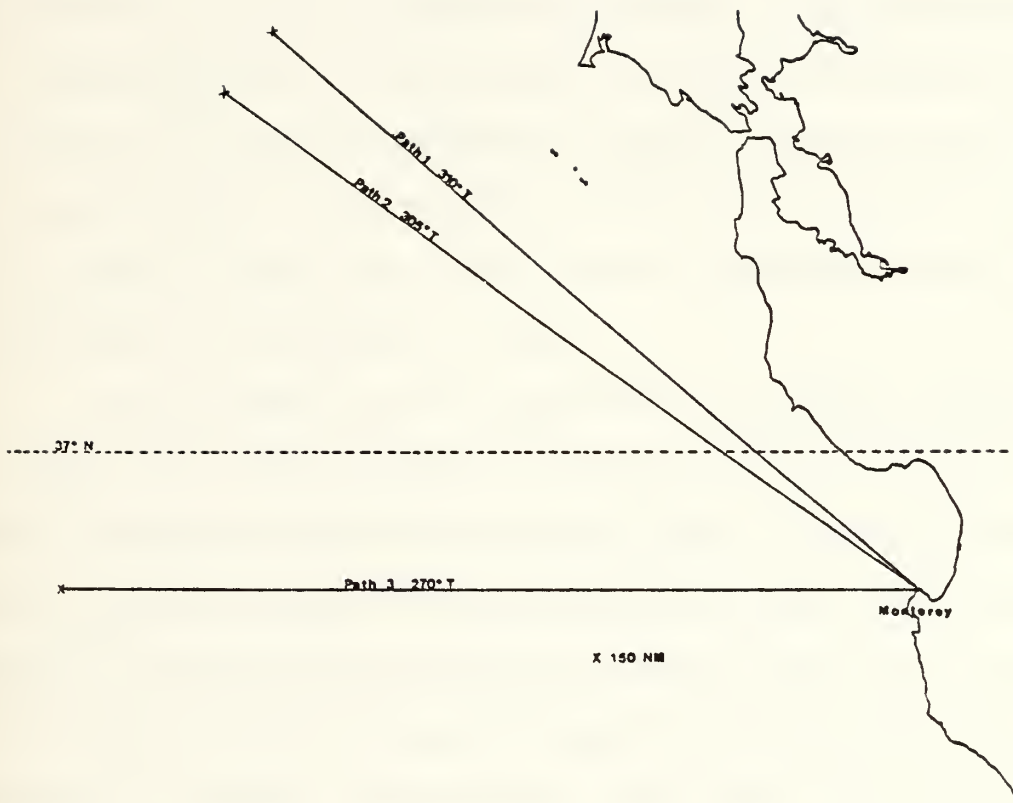 Path 1 310° T
Path 2 305° T
37° N
Path 3 270° T
Monterey
X 150 NM